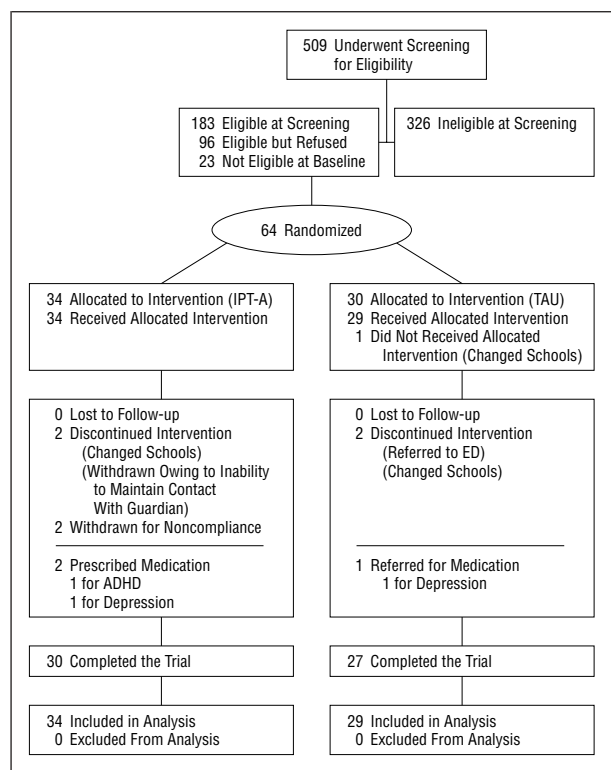 509 Underwent Screening
for Eligibility
183 Eligible at Screening
96 Eligible but Refused
23 Not Eligible at Baseline
326 Ineligible at Screening
64 Randomized
34 Allocated to Intervention (IPT-A)
34 Received Allocated Intervention
30 Allocated to Intervention (TAU)
29 Received Allocated Intervention
1 Did Not Received Allocated
Intervention (Changed Schools)
0 Lost to Follow-up
2 Discontinued Intervention
(Changed Schools)
(Withdrawn Owing to Inability
to Maintain Contact
With Guardian)
2 Withdrawn for Noncompliance
2 Prescribed Medication
1 for ADHD
1 for Depression
0 Lost to Follow-up
2 Discontinued Intervention
(Referred to ED)
(Changed Schools)
1 Referred for Medication
1 for Depression
30 Completed the Trial
27 Completed the Trial
34 Included in Analysis
0 Excluded From Analysis
29 Included in Analysis
0 Excluded From Analysis